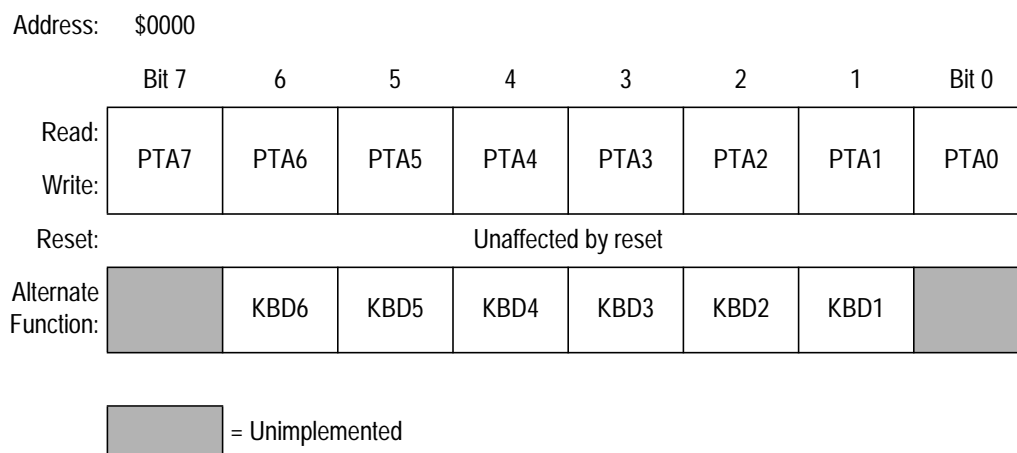 Address: $0000
Bit 7 6 5 4 3 2 1 Bit 0
Read:
PTA7 PTA6 PTA5 PTA4 PTA3 PTA2 PTA1 PTA0
Write:
Reset: Unaffected by reset
Alternate
Function: KBD6 KBD5 KBD4 KBD3 KBD2 KBD1
= Unimplemented